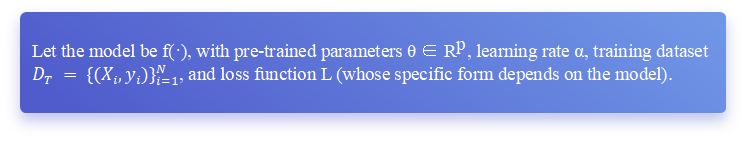 Let the model be f(·), with pre-trained parameters θ ∈ Rᵖ, learning rate α, training dataset
D_T = {(X_i, y_i)}_{i=1}^N, and loss function L (whose specific form depends on the model).